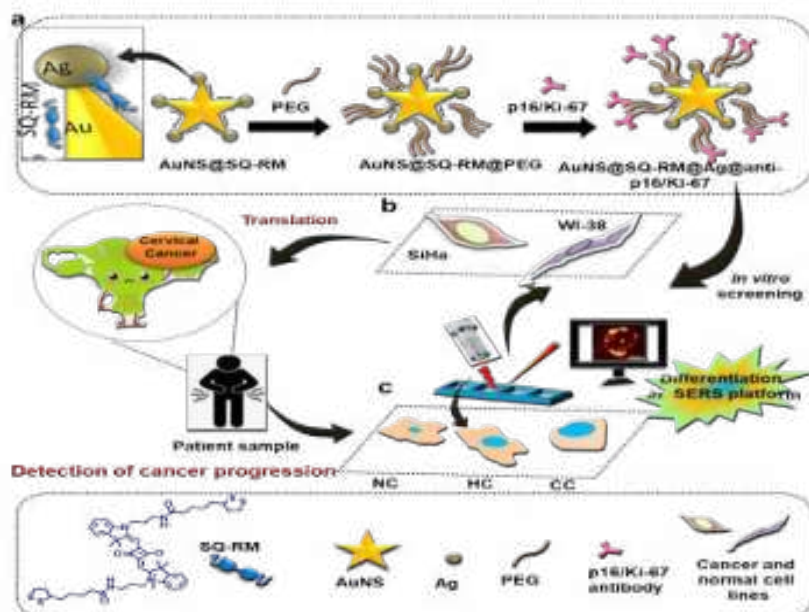 a
Ag
SQ-RM
Au
PEG
p16/Ki-67
AuNS@SQ-RM
AuNS@SQ-RM@PEG
AuNS@SQ-RM@Ag@anti-
p16/Ki-67
Translation
b
Cervical
Cancer
SiHa
WI-38
In vitro
screening
c
Differentiation
SERS platform
Patient sample
Detection of cancer progression
NC
HC
CC
SQ-RM
AuNS
Ag
PEG
p16/Ki-67
antibody
Cancer and
normal cell
lines